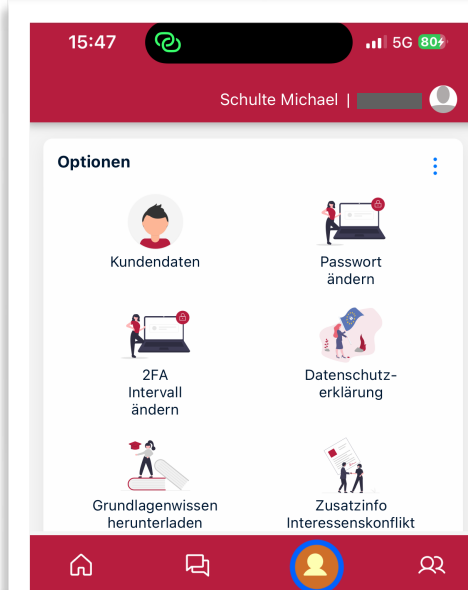 15:47
5G 80
Schulte Michael |
Optionen
Kundendaten
Passwort
ändern
2FA
Intervall
ändern
Datenschutz-
erklärung
Grundlagenwissen
herunterladen
Zusatzinfo
Interessenskonflikt